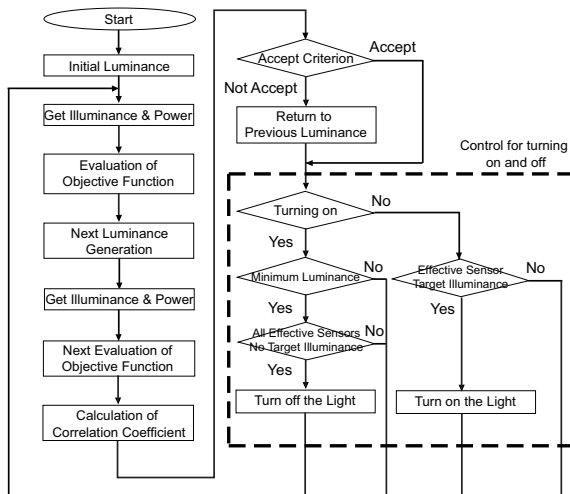 Start
Initial Luminance
Get Illuminance & Power
Evaluation of
Objective Function
Next Luminance
Generation
Get Illuminance & Power
Next Evaluation of
Objective Function
Calculation of
Correlation Coefficient
Accept Criterion
Accept
Not Accept
Return to
Previous Luminance
Control for turning
on and off
Turning on
No
Yes
Minimum Luminance
No
Yes
All Effective Sensors
No Target Illuminance
No
Yes
Turn off the Light
Effective Sensor
Target Illuminance
No
Yes
Turn on the Light